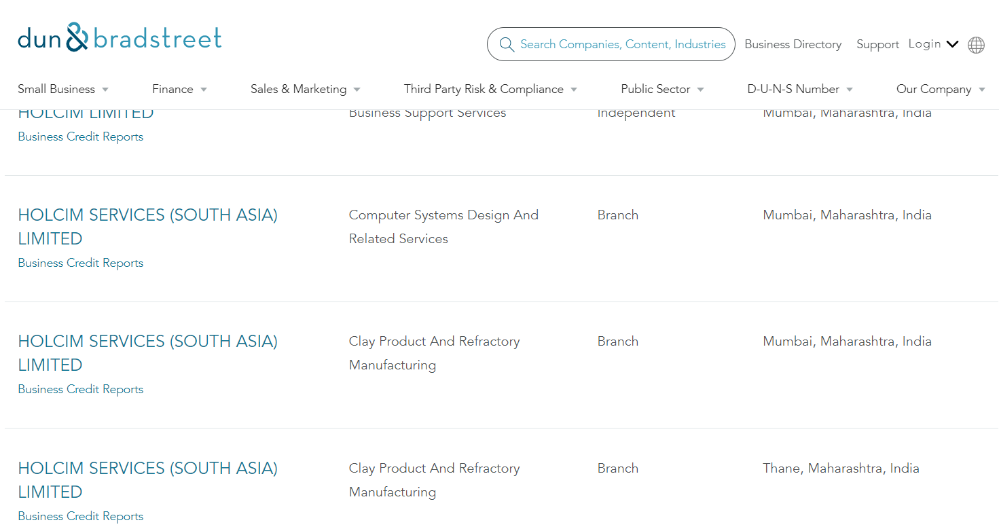 dun & bradstreet
Search Companies, Content, Industries
Business Directory
Support
Login
Small Business
Finance
Sales & Marketing
Third Party Risk & Compliance
Public Sector
D-U-N-S Number
Our Company
HOLCIM LIMITED
Business Support Services
Independent
Mumbai, Maharashtra, India
Business Credit Reports
HOLCIM SERVICES (SOUTH ASIA)
LIMITED
Computer Systems Design And
Related Services
Branch
Mumbai, Maharashtra, India
Business Credit Reports
HOLCIM SERVICES (SOUTH ASIA)
LIMITED
Clay Product And Refractory
Manufacturing
Branch
Mumbai, Maharashtra, India
Business Credit Reports
HOLCIM SERVICES (SOUTH ASIA)
LIMITED
Clay Product And Refractory
Manufacturing
Branch
Thane, Maharashtra, India
Business Credit Reports